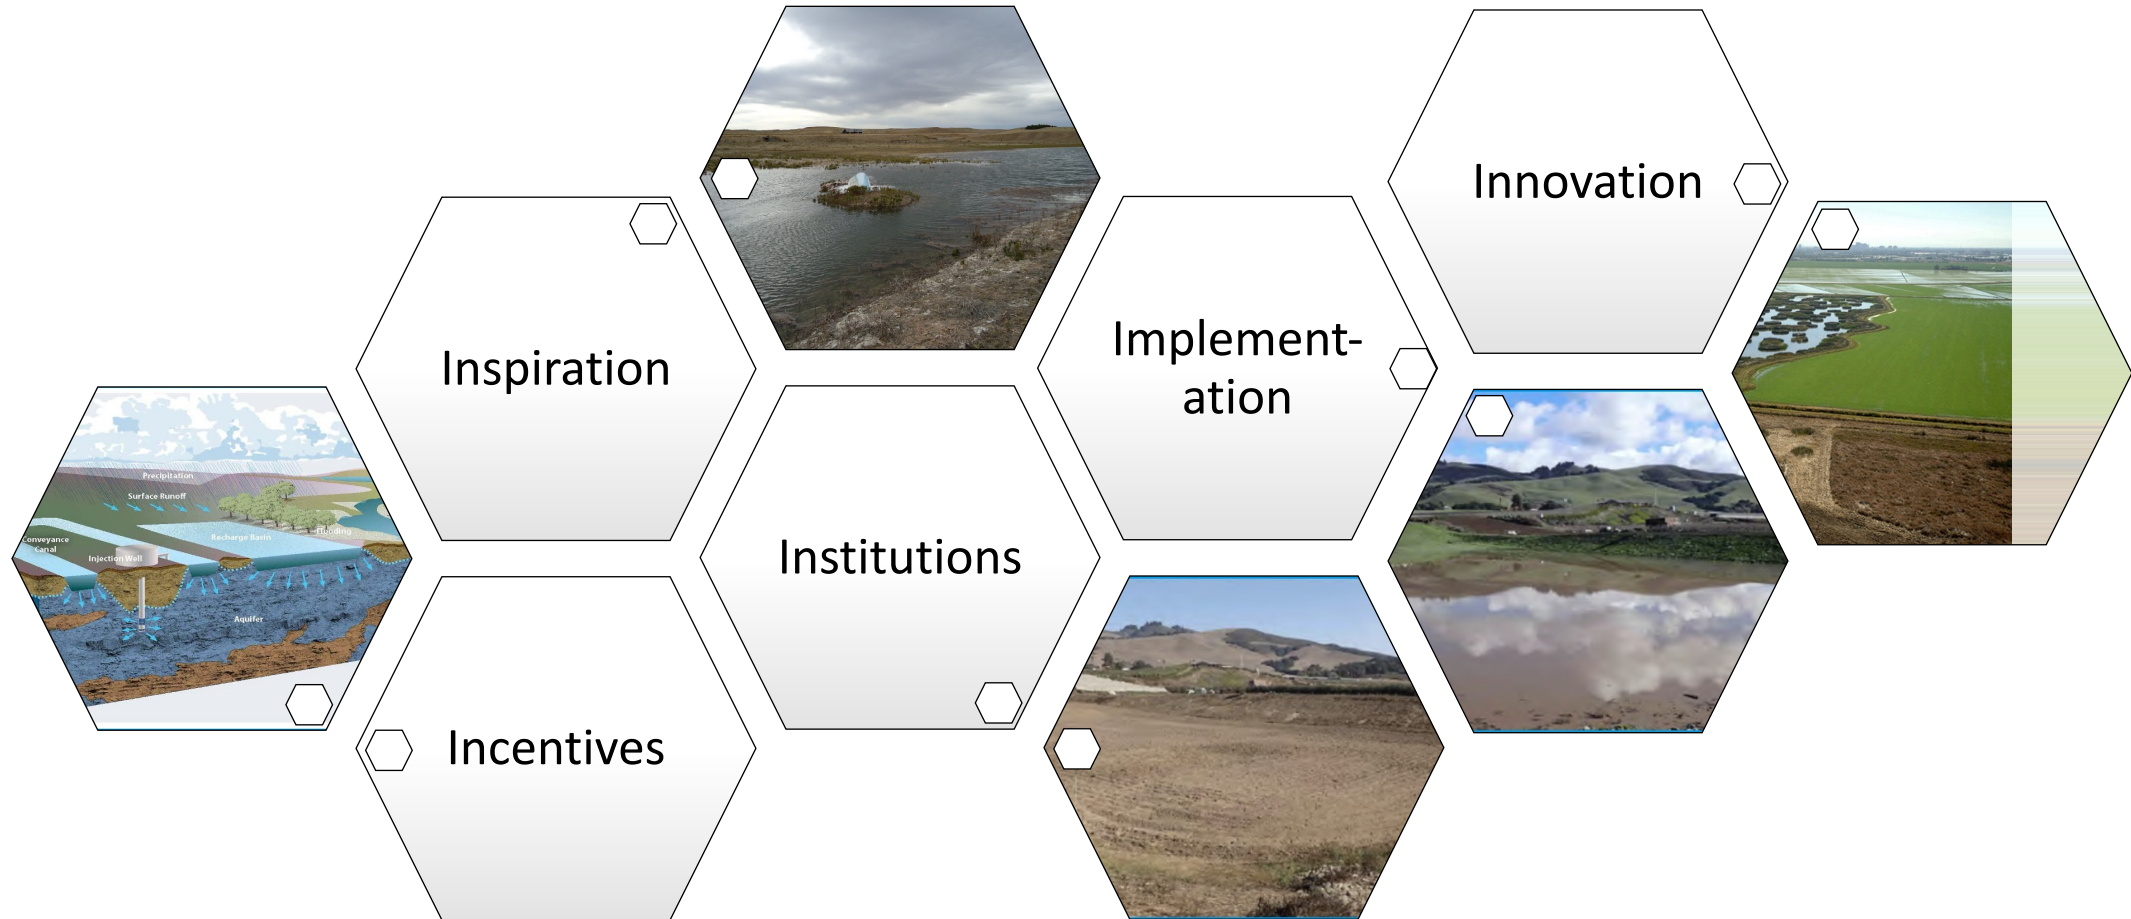 Inspiration
Implement-
ation
Innovation
Institutions
Incentives
Precipitation
Surface Runoff
Flooding
Conveyance
Canal
Recharge Basin
Injection Well
Aquifer